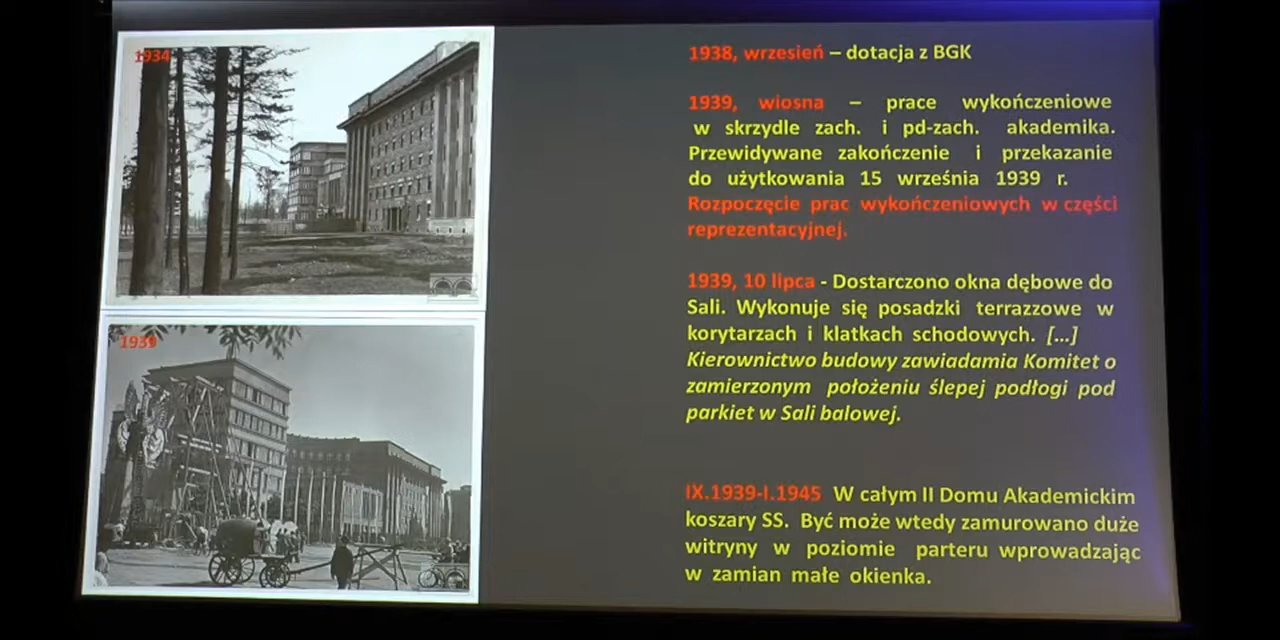 1934
1939
1938, wrzesień – dotacja z BGK
1939, wiosna – prace wykończeniowe
w skrzydle zach. i pd-zach. akademika.
Przewidywane zakończenie i przekazanie
do użytkowania 15 września 1939 r.
Rozpoczęcie prac wykończeniowych w części
reprezentacyjnej.
1939, 10 lipca - Dostarczono okna dębowe do
Sali. Wykonuje się posadzki terrazzowe w
korytarzach i klatkach schodowych. [...]
Kierownictwo budowy zawiadamia Komitet o
zamierzonym położeniu ślepej podłogi pod
parkiet w Sali balowej.
IX.1939-I.1945 W całym II Domu Akademickim
koszary SS. Być może wtedy zamurowano duże
witryny w poziomie parteru wprowadzając
w zamian małe okienka.